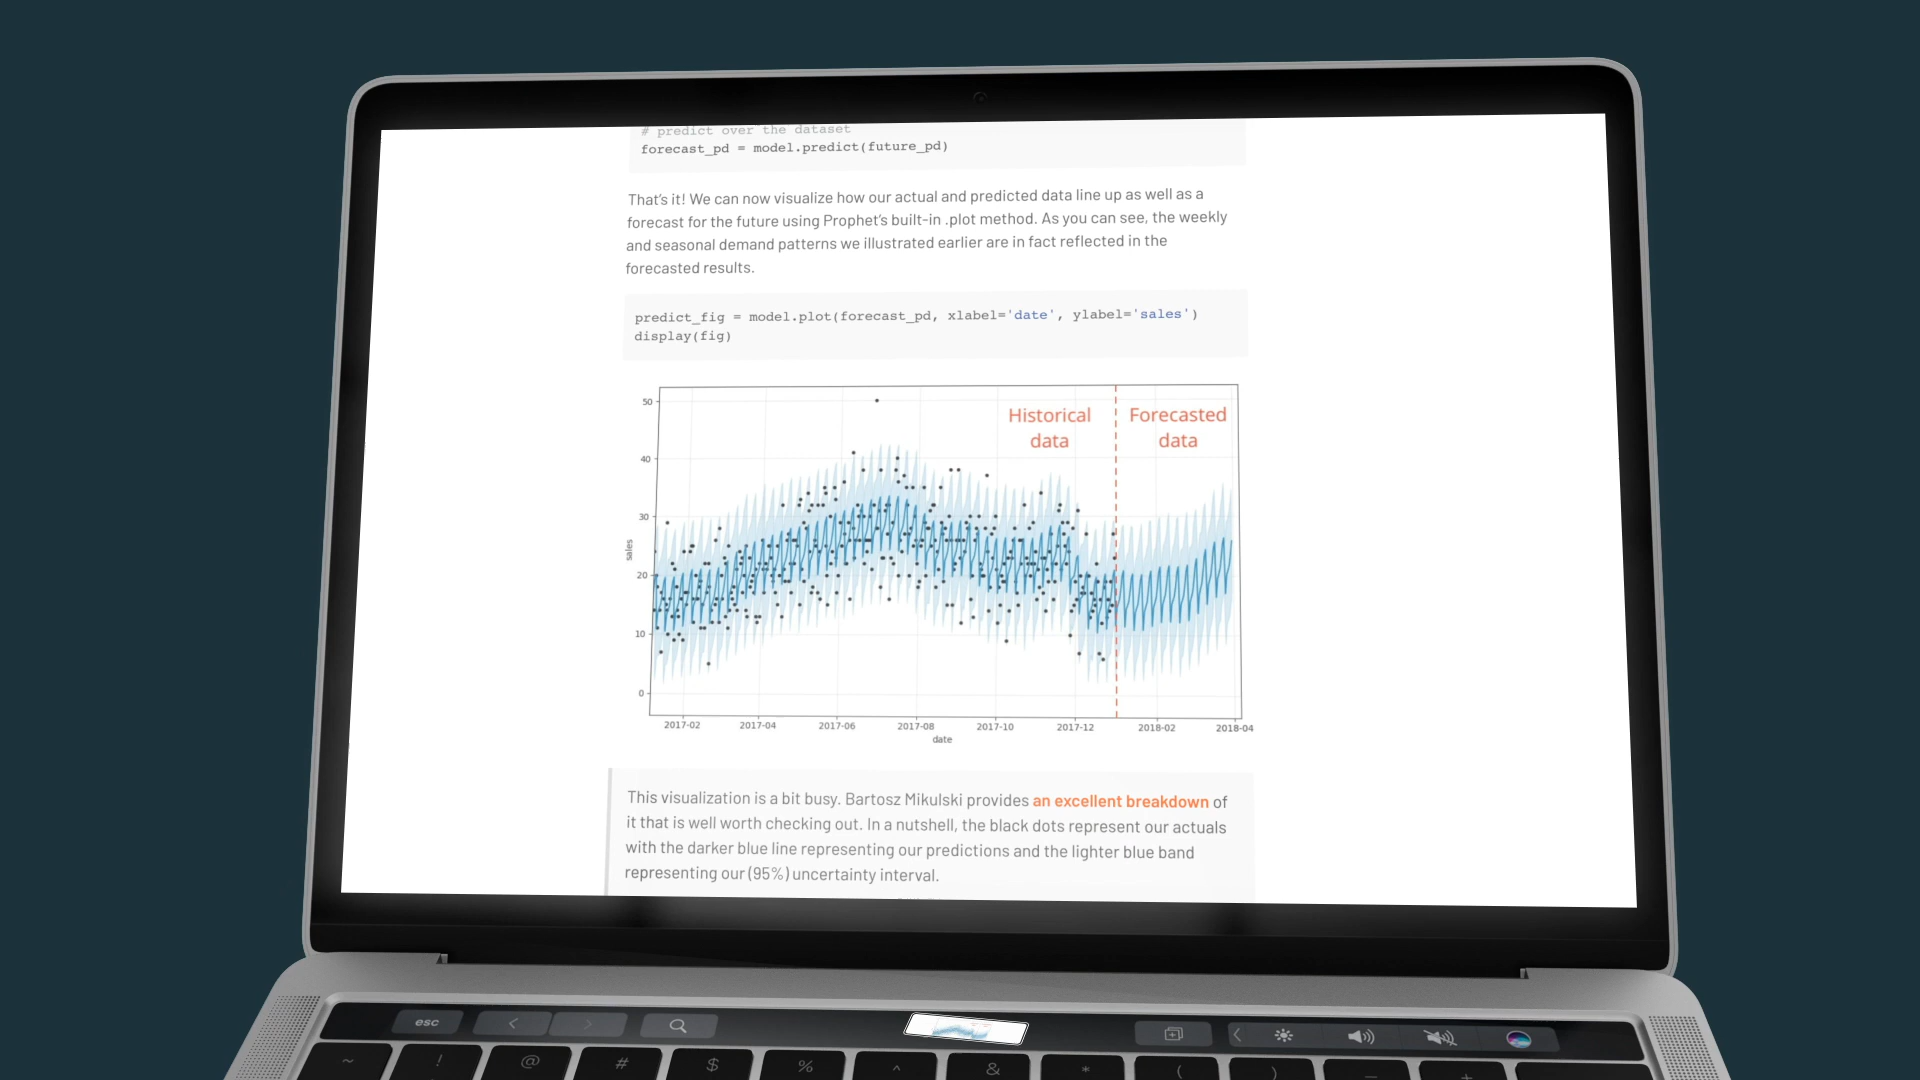 # predict over the dataset
forecast_pd = model.predict(future_pd)
That's it! We can now visualize how our actual and predicted data line up as well as a
forecast for the future using Prophet's built-in .plot method. As you can see, the weekly
and seasonal demand patterns we illustrated earlier are in fact reflected in the
forecasted results.
predict_fig = model.plot(forecast_pd, xlabel='date', ylabel='sales')
display(fig)
Historical
data
Forecasted
data
50
40
30
20
10
0
sales
2017-02 2017-04 2017-06 2017-08 2017-10 2017-12 2018-02 2018-04
date
This visualization is a bit busy. Bartosz Mikulski provides an excellent breakdown of
it that is well worth checking out. In a nutshell, the black dots represent our actuals
with the darker blue line representing our predictions and the lighter blue band
representing our (95%) uncertainty interval.
esc
~ ! @ # $ % ^ & * ( ) _ +